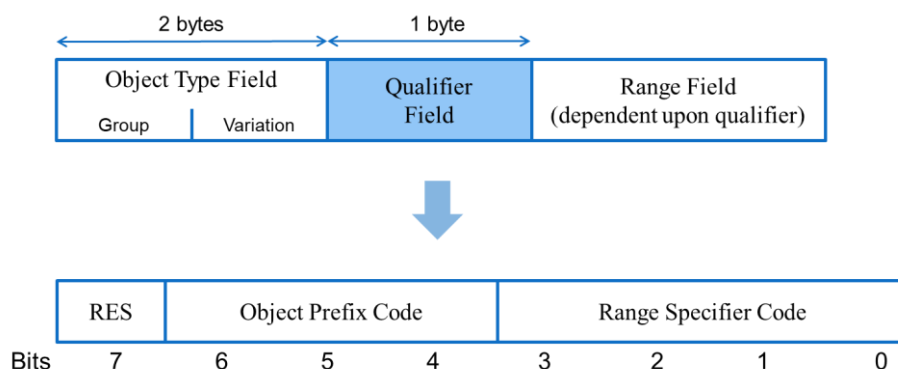 2 bytes
1 byte
Object Type Field
Group
Variation
Qualifier
Field
Range Field
(dependent upon qualifier)
RES
Object Prefix Code
Range Specifier Code
Bits 7 6 5 4 3 2 1 0